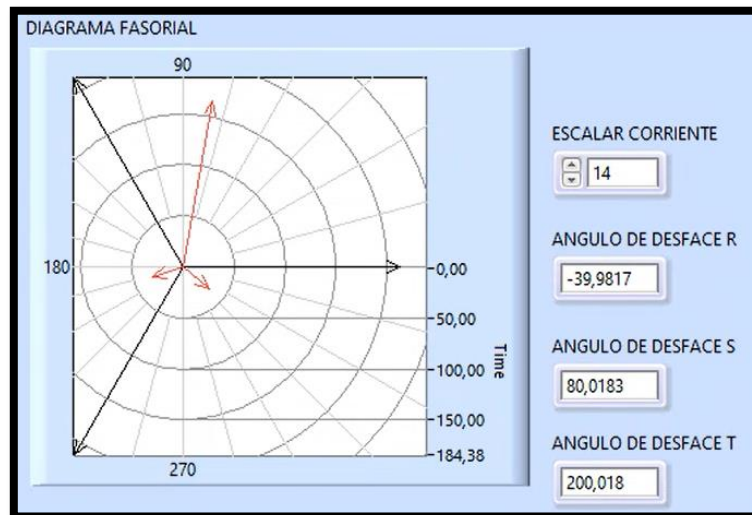 DIAGRAMA FASORIAL
90
180
270
0,00
50,00
100,00
150,00
184,38
Time
ESCALAR CORRIENTE
14
ANGULO DE DESFACE R
-39,9817
ANGULO DE DESFACE S
80,0183
ANGULO DE DESFACE T
200,018